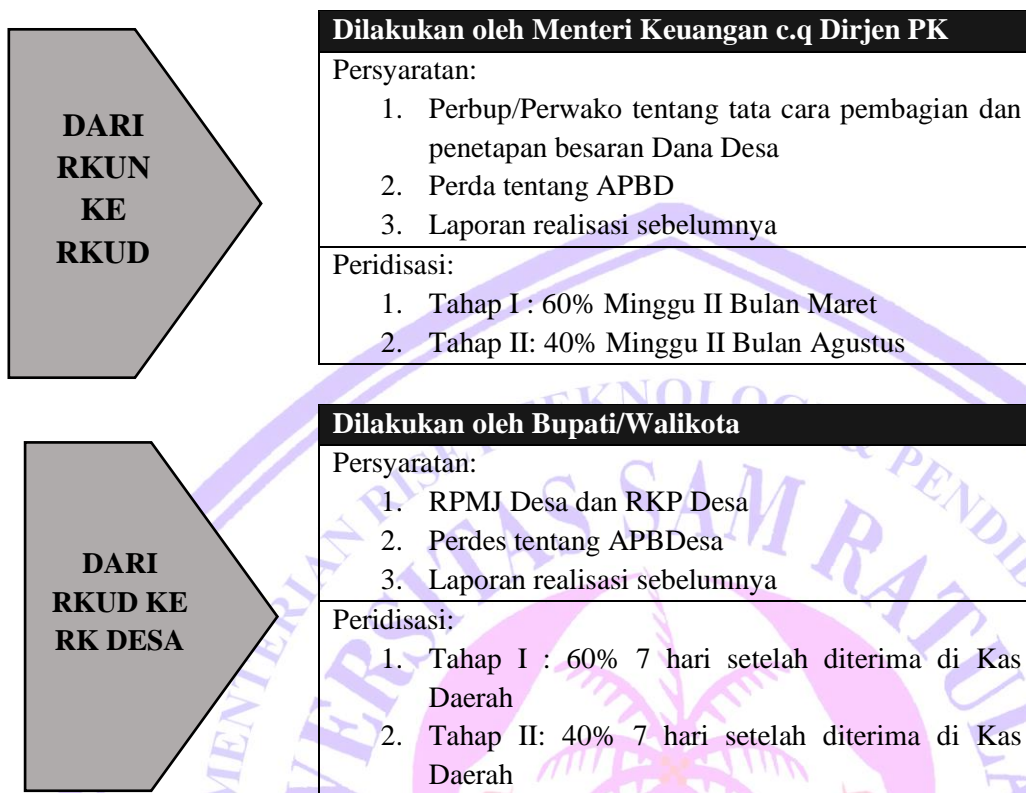 DARI
RKUN
KE
RKUD
Dilakukan oleh Menteri Keuangan c.q Dirjen PK
Persyaratan:
1. Perbup/Perwako tentang tata cara pembagian dan
penetapan besaran Dana Desa
2. Perda tentang APBD
3. Laporan realisasi sebelumnya
Peridisasi:
1. Tahap I : 60% Minggu II Bulan Maret
2. Tahap II: 40% Minggu II Bulan Agustus
DARI
RKUD KE
RK DESA
Dilakukan oleh Bupati/Walikota
Persyaratan:
1. RPMJ Desa dan RKP Desa
2. Perdes tentang APBDesa
3. Laporan realisasi sebelumnya
Peridisasi:
1. Tahap I : 60% 7 hari setelah diterima di Kas
Daerah
2. Tahap II: 40% 7 hari setelah diterima di Kas
Daerah